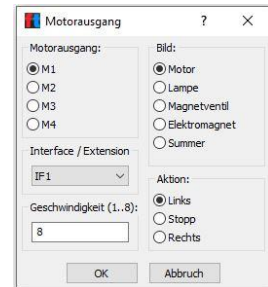 Motorausgang
Motorausgang:
M1
M2
M3
M4
Interface / Extension
IF1
Geschwindigkeit (1..8):
8
Bild:
Motor
Lampe
Magnetventil
Elektromagnet
Summer
Aktion:
Links
Stopp
Rechts
OK
Abbruch